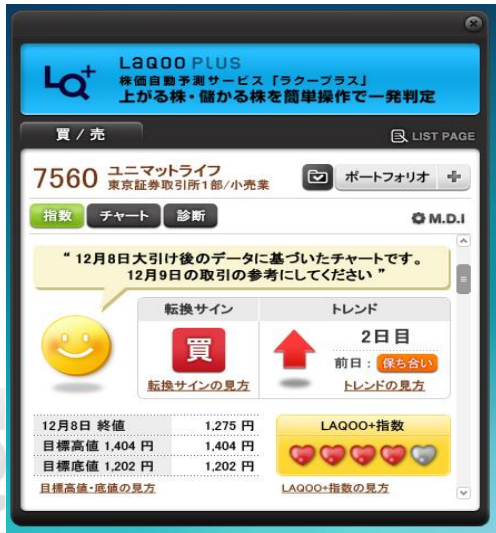 LaQOO PLUS
LQ+
株価自動予測サービス「ラクープラス」
上がる株・儲かる株を簡単操作で一発判定
買 / 売
LIST PAGE
7560 ユニマットライフ
東京証券取引所1部/小売業
ポートフォリオ
指数 チャート 診断
M.D.I
“ 12月8日大引け後のデータに基づいたチャートです。
12月9日の取引の参考にしてください ”
転換サイン トレンド
買
2日目
前日： 保ち合い
転換サインの見方 トレンドの見方
12月8日 終値 1,275 円
目標高値 1,404 円 1,404 円
目標底値 1,202 円 1,202 円
目標高値・底値の見方
LAQOO+指数
LAQOO+指数の見方